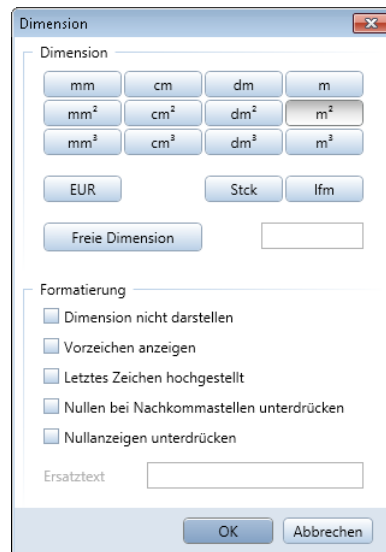 Dimension
Dimension
mm cm dm m
mm² cm² dm² m²
mm³ cm³ dm³ m³
EUR Stck lfm
Freie Dimension
Formatierung
Dimension nicht darstellen
Vorzeichen anzeigen
Letztes Zeichen hochgestellt
Nullen bei Nachkommastellen unterdrücken
Nullanzeigen unterdrücken
Ersatztext
OK Abbrechen